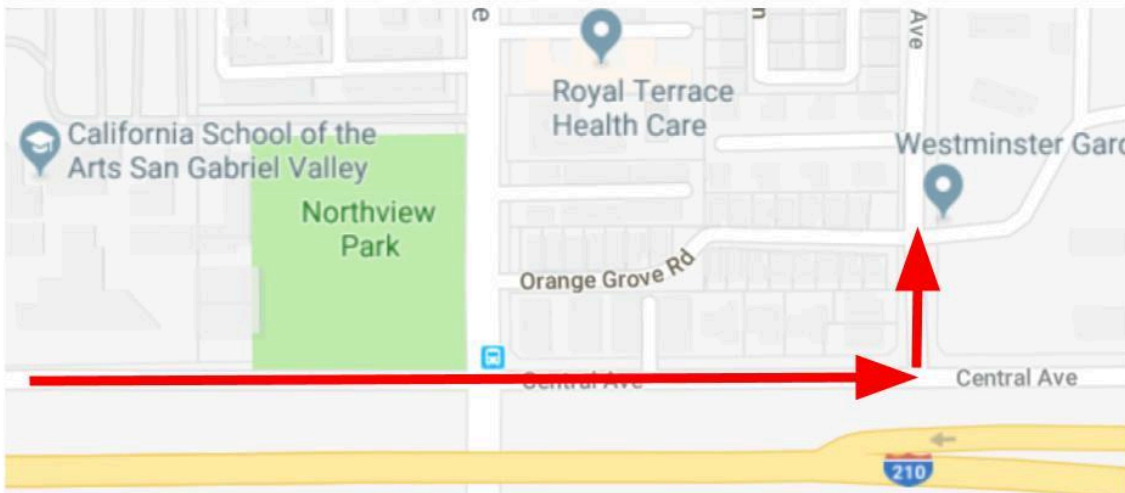 Ave
Royal Terrace
Health Care
California School of the
Arts San Gabriel Valley
Westminster Gard
Northview
Park
Orange Grove Rd
Central Ave
Central Ave
210